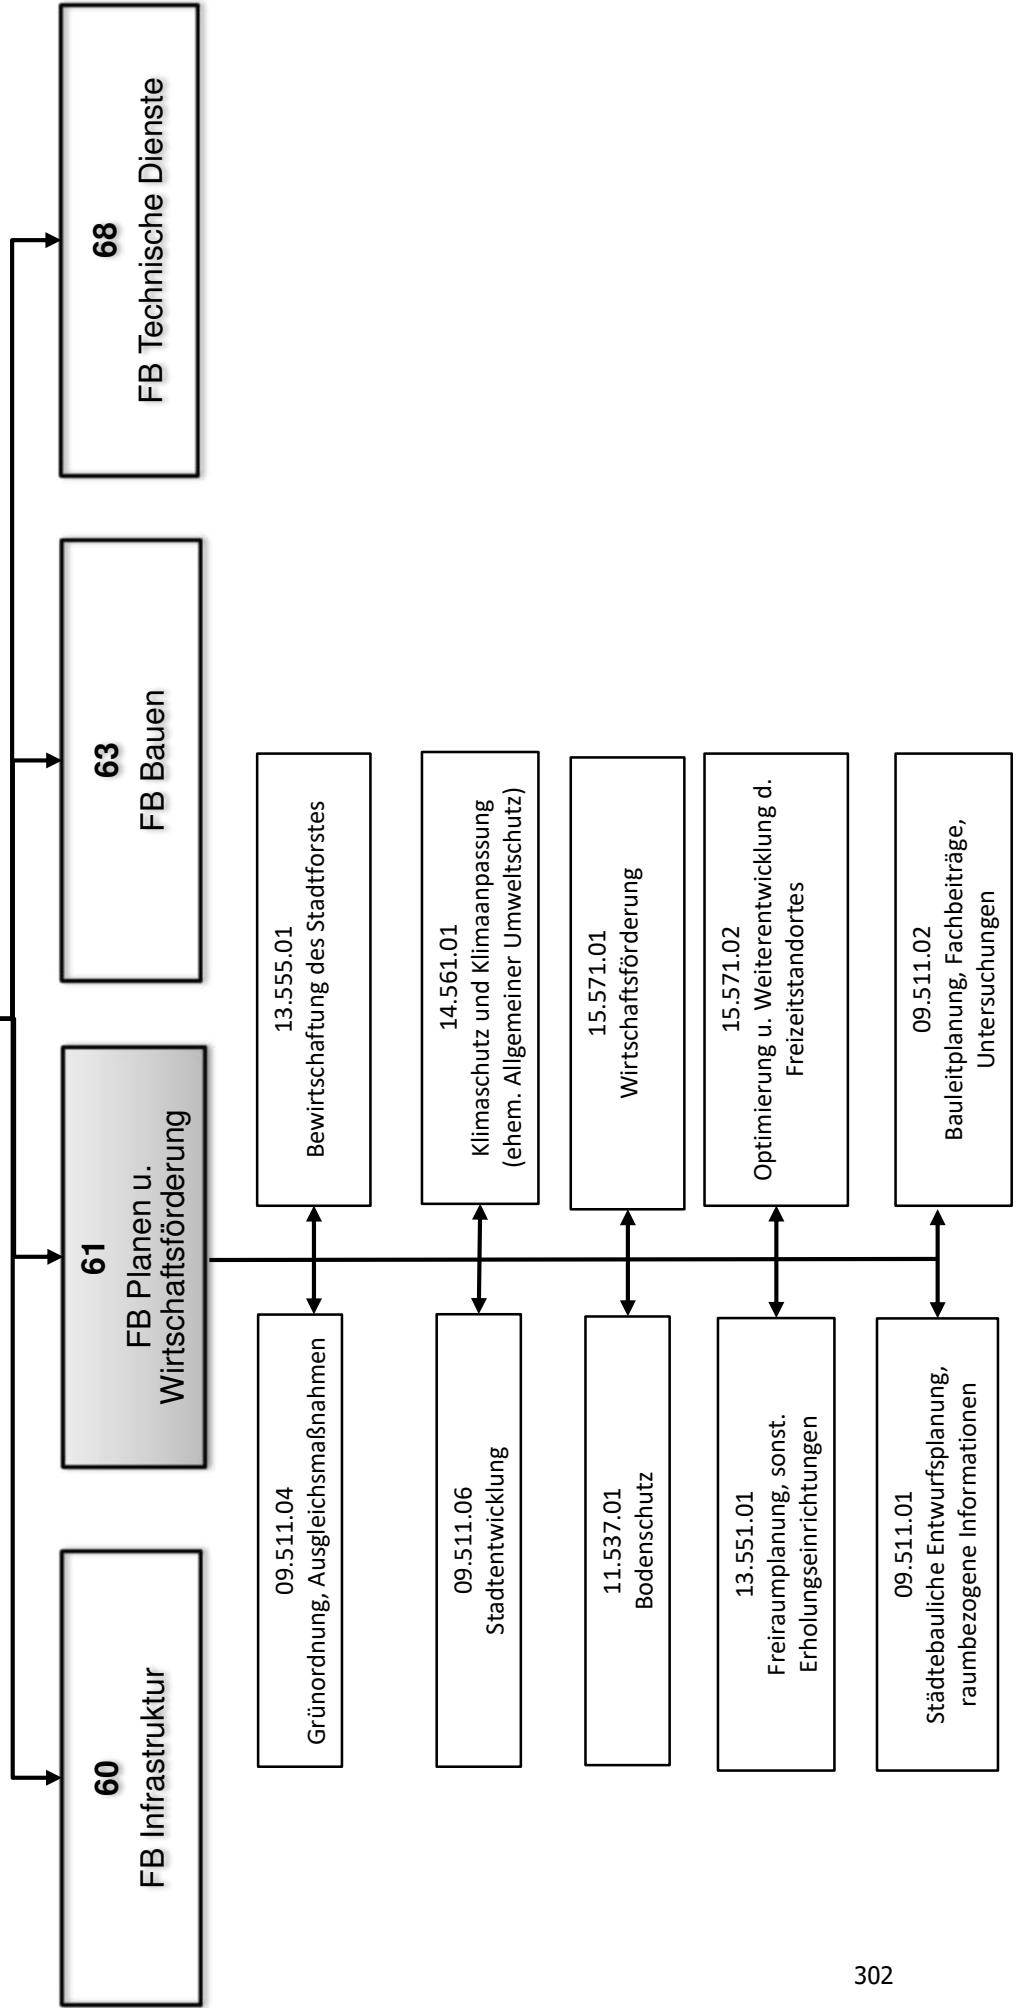 60
FB Infrastruktur
61
FB Planen u.
Wirtschaftsförderung
63
FB Bauen
68
FB Technische Dienste
09.511.04
Grünordnung, Ausgleichsmaßnahmen
13.555.01
Bewirtschaftung des Stadtforstes
09.511.06
Stadtentwicklung
14.561.01
Klimaschutz und Klimaanpassung
(ehem. Allgemeiner Umweltschutz)
11.537.01
Bodenschutz
15.571.01
Wirtschaftsförderung
13.551.01
Freiraumplanung, sonst.
Erholungseinrichtungen
15.571.02
Optimierung u. Weiterentwicklung d.
Freizeitstandortes
09.511.01
Städtebauliche Entwurfsplanung,
raumbezogene Informationen
09.511.02
Bauleitplanung, Fachbeiträge,
Untersuchungen
302